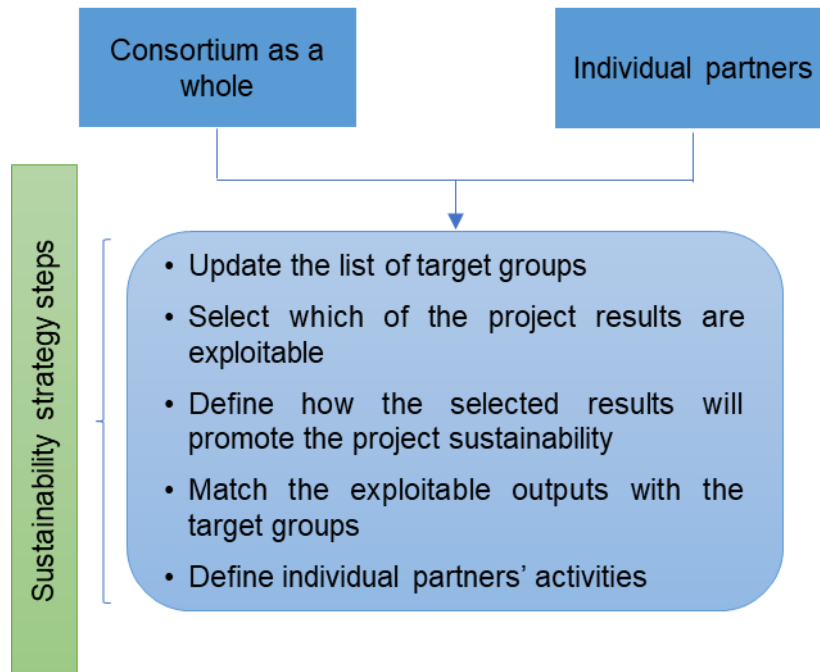 Consortium as a
whole
Individual partners
Sustainability strategy steps
• Update the list of target groups
• Select which of the project results are
exploitable
• Define how the selected results will
promote the project sustainability
• Match the exploitable outputs with the
target groups
• Define individual partners’ activities